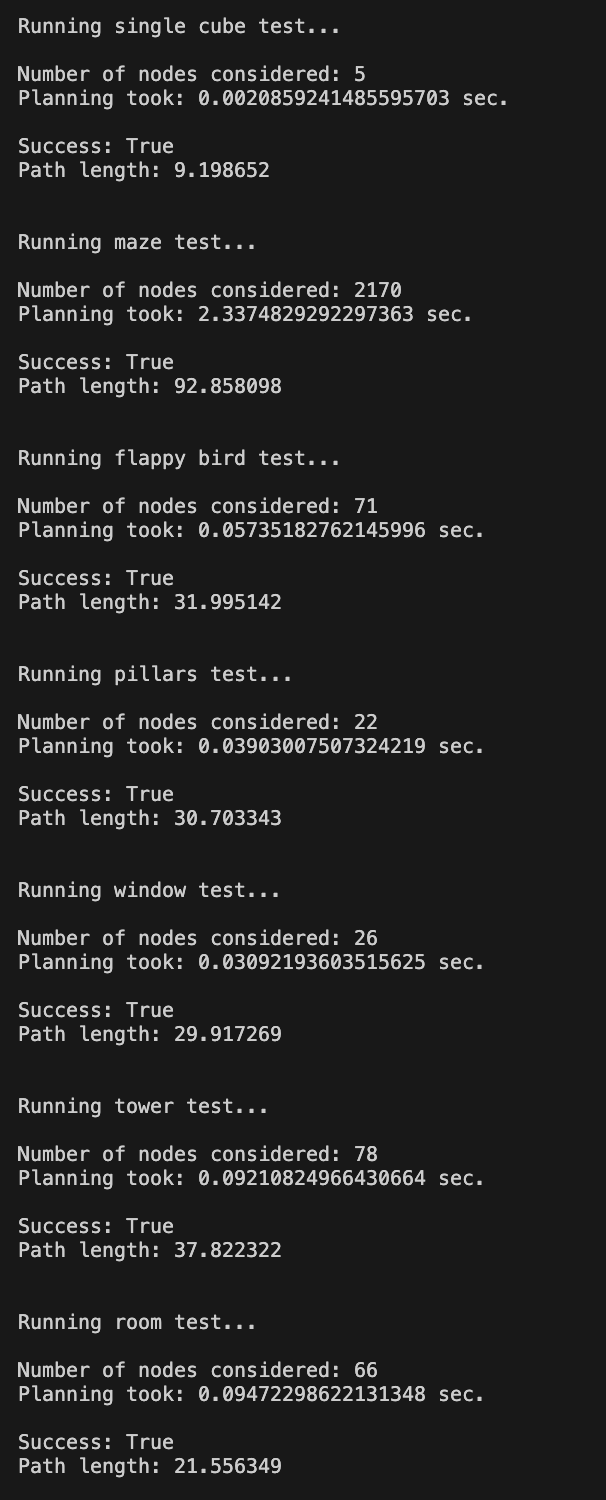 Running single cube test...
Number of nodes considered: 5
Planning took: 0.0020859241485595703 sec.
Success: True
Path length: 9.198652
Running maze test...
Number of nodes considered: 2170
Planning took: 2.3374829292297363 sec.
Success: True
Path length: 92.858098
Running flappy bird test...
Number of nodes considered: 71
Planning took: 0.05735182762145996 sec.
Success: True
Path length: 31.995142
Running pillars test...
Number of nodes considered: 22
Planning took: 0.03903007507324219 sec.
Success: True
Path length: 30.703343
Running window test...
Number of nodes considered: 26
Planning took: 0.03092193603515625 sec.
Success: True
Path length: 29.917269
Running tower test...
Number of nodes considered: 78
Planning took: 0.09210824966430664 sec.
Success: True
Path length: 37.822322
Running room test...
Number of nodes considered: 66
Planning took: 0.09472298622131348 sec.
Success: True
Path length: 21.556349